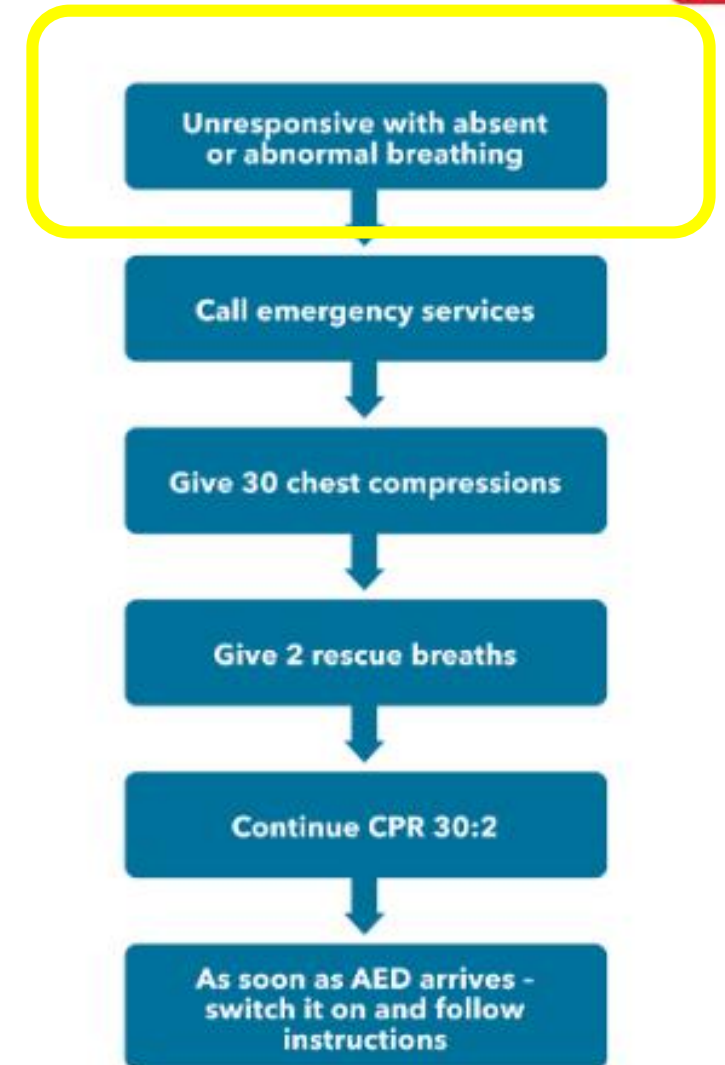 Unresponsive with absent
or abnormal breathing
Call emergency services
Give 30 chest compressions
Give 2 rescue breaths
Continue CPR 30:2
As soon as AED arrives –
switch it on and follow
instructions